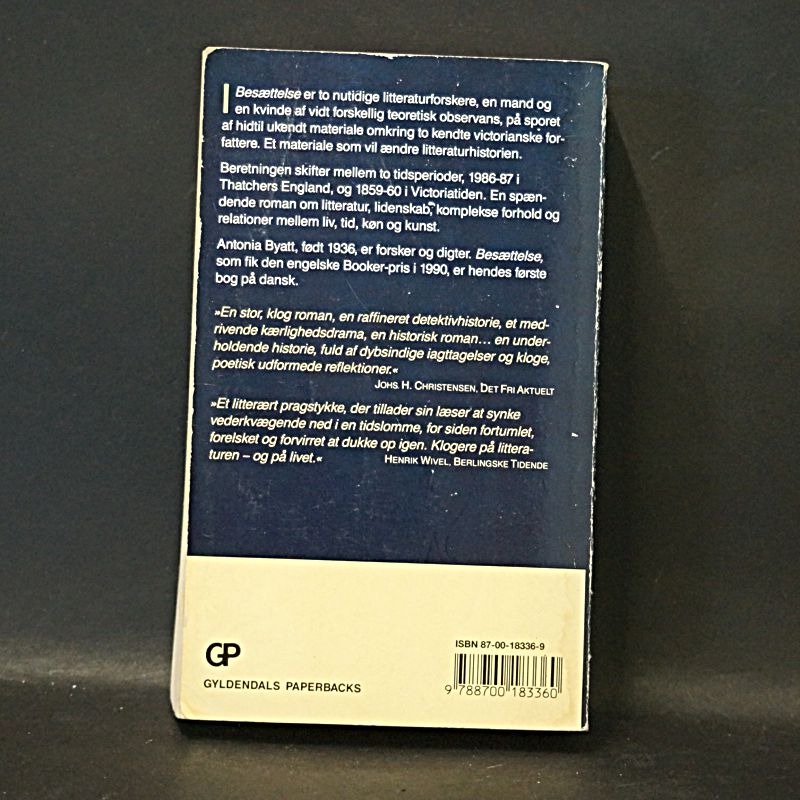 I Besættelse er to nutidige litteraturforskere, en mand og
en kvinde af vidt forskellig teoretisk observans, på sporet
af hidtil ukendt materiale omkring to kendte victorianske for-
fattere. Et materiale som vil ændre litteraturhistorien.
Beretningen skifter mellem to tidsperioder, 1986-87 i
Thatchers England, og 1859-60 i Victoriatiden. En spæn-
dende roman om litteratur, lidenskab, komplekse forhold og
relationer mellem liv, tid, køn og kunst.
Antonia Byatt, født 1936, er forsker og digter. Besættelse,
som fik den engelske Booker-pris i 1990, er hendes første
bog på dansk.
»En stor, klog roman, en raffineret detektivhistorie, et med-
rivende kærlighedsdrama, en historisk roman... en under-
holdende historie, fuld af dybsindige iagttagelser og kloge,
poetisk udformede reflektioner.«
JOHS. H. CHRISTENSEN, DET FRI AKTUELT
»Et litterært pragstykke, der tillader sin læser at synke
vederkvægende ned i en tidslomme, for siden fortumlet,
forelsket og forvirret at dukke op igen. Klogere på littera-
turen – og på livet.« HENRIK WIVEL, BERLINGSKE TIDENDE
GP
GYLDENDALS PAPERBACKS
ISBN 87-00-18336-9
9 788700 183360